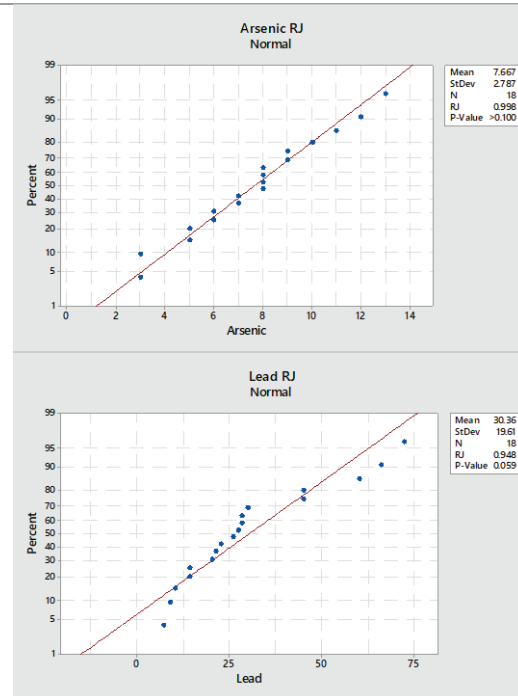 Arsenic RJ
Normal
99
95
90
80
70
60
50
40
30
20
10
5
1
Percent
0 2 4 6 8 10 12 14
Arsenic
Mean 7.667
StDev 2.787
N 18
RJ 0.998
P-Value >0.100
Lead RJ
Normal
99
95
90
80
70
60
50
40
30
20
10
5
1
Percent
0 25 50 75
Lead
Mean 30.36
StDev 19.61
N 18
RJ 0.948
P-Value 0.059